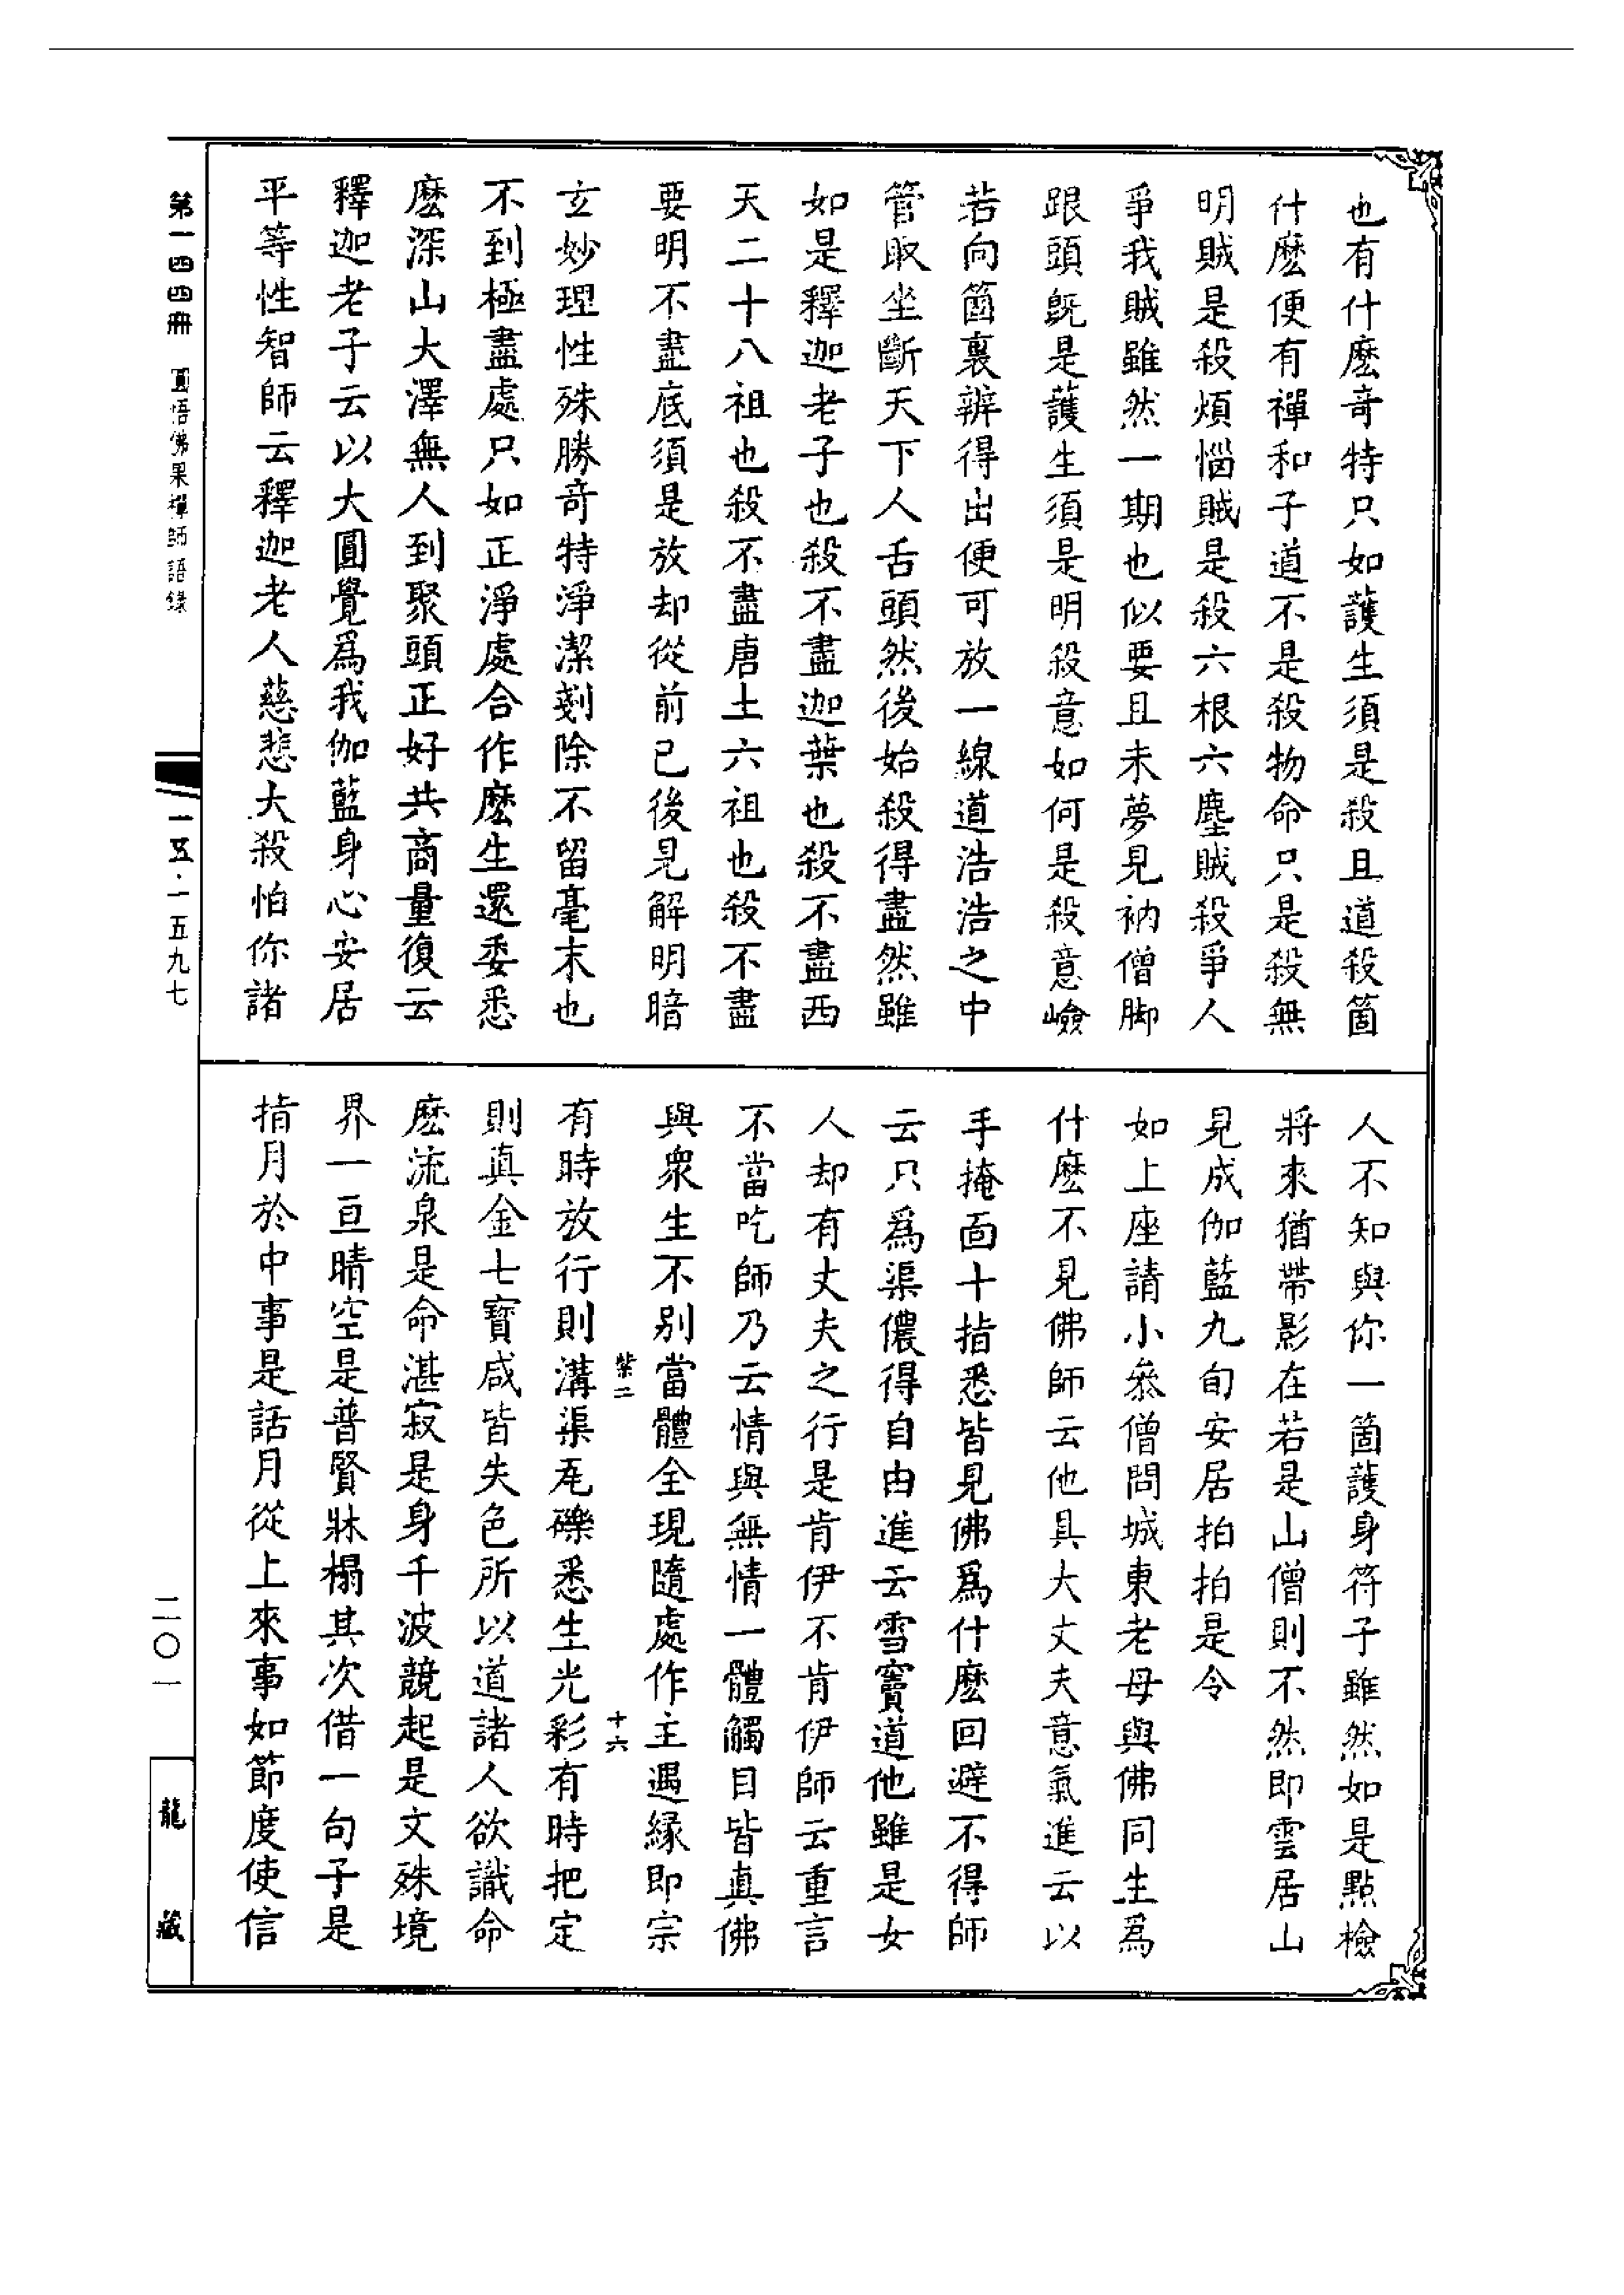 也有什麽奇特只如護生須是殺且道殺箇
什麽便有禪和子道不是殺物命只是殺無
明賊是殺煩惱賊是殺六根六塵賊殺爭人
爭我賊雖然一期也似要且未夢見衲僧脚
跟頭既是護生須是明殺意如何是殺意嶮
若向箇裏辨得出便可放一線道浩浩之中
管取坐斷天下人舌頭然後始殺得盡然雖
如是釋迦老子也殺不盡迦葉也殺不盡西
天二十八祖也殺不盡唐土六祖也殺不盡
要明不盡底須是放却從前已後見解明暗
玄妙理性殊勝奇特淨潔剗除不留毫末也
不到極盡處只如正淨處合作麽生還委悉
麽深山大澤無人到聚頭正好共商量復云
釋迦老子云以大圓覺爲我伽藍身心安居
平等性智師云釋迦老人慈悲大殺怕你諸
人不知與你一箇護身符子雖然如是點檢
將來猶帶影在若是山僧則不然即雲居山
見成伽藍九旬安居拍拍是令
如上座請小叅僧問城東老母與佛同生爲
什麽不見佛師云他具大丈夫意氣進云以
手掩面十指悉皆見佛爲什麽回避不得師
云只爲渠儂得自由進云雪竇道他雖是女
人却有丈夫之行是肯伊不肯伊師云重言
不當吃師乃云情與無情一體觸目皆真佛
與衆生不別當體全現隨處作主遇緣即宗
有時放行則溝渠瓦礫悉生光彩有時把定
則真金七寶咸皆失色所以道諸人欲識命
麽流泉是命湛寂是身千波競起是文殊境
界一亘晴空是普賢牀榻其次借一句子是
指月於中事是話月從上來事如節度使信
紫二
十六
第一四四冊 圓悟佛果禪師語錄
一五·一五九七
二〇一
龍藏